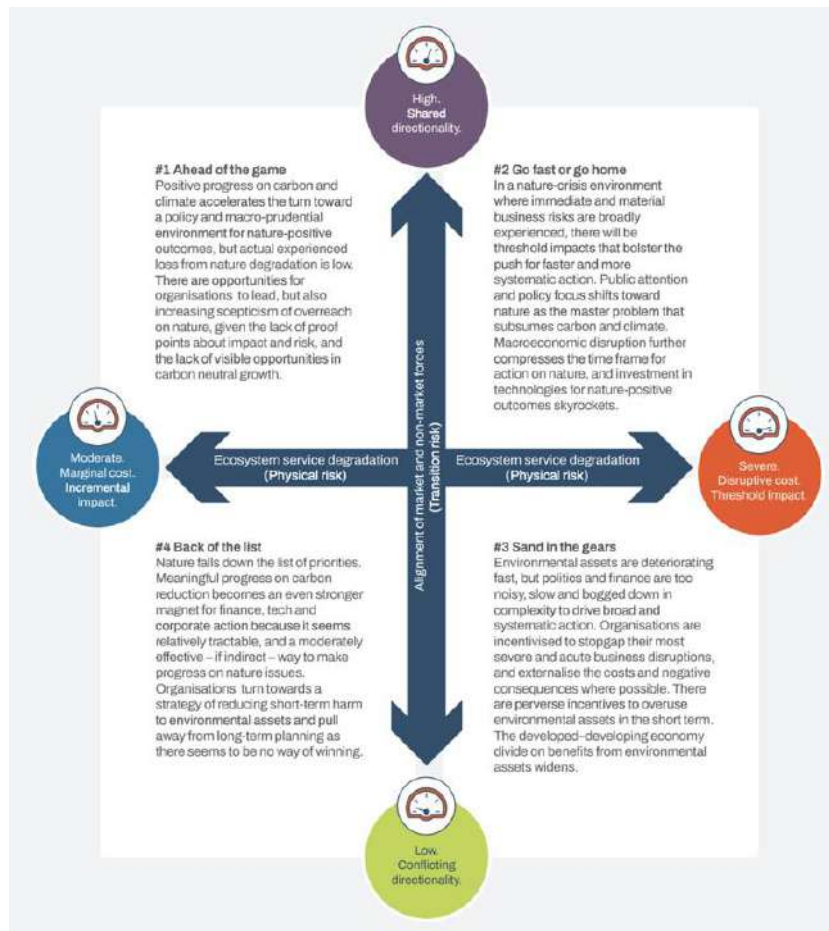 High.
Shared
directionality.
#1 Ahead of the game
Positive progress on carbon and
climate accelerates the turn toward
a policy and macro-prudential
environment for nature-positive
outcomes, but actual experienced
loss from nature degradation is low.
There are opportunities for
organisations to lead, but also
increasing scepticism of overreach
on nature, given the lack of proof
points about impact and risk, and
the lack of visible opportunities in
carbon neutral growth.
#2 Go fast or go home
In a nature-crisis environment
where immediate and material
business risks are broadly
experienced, there will be
threshold impacts that bolster the
push for faster and more
systematic action. Public attention
and policy focus shifts toward
nature as the master problem that
subsumes carbon and climate.
Macroeconomic disruption further
compresses the time frame for
action on nature, and investment in
technologies for nature-positive
outcomes skyrockets.
Moderate.
Marginal cost.
Incremental
impact.
Ecosystem service degradation
(Physical risk)
Alignment of market and non-market forces
(Transition risk)
Ecosystem service degradation
(Physical risk)
Severe.
Disruptive cost.
Threshold impact.
#4 Back of the list
Nature falls down the list of priorities.
Meaningful progress on carbon
reduction becomes an even stronger
magnet for finance, tech and
corporate action because it seems
relatively tractable, and a moderately
effective – if indirect – way to make
progress on nature issues.
Organisations turn towards a
strategy of reducing short-term harm
to environmental assets and pull
away from long-term planning as
there seems to be no way of winning.
#3 Sand in the gears
Environmental assets are deteriorating
fast, but politics and finance are too
noisy, slow and bogged down in
complexity to drive broad and
systematic action. Organisations are
incentivised to stopgap their most
severe and acute business disruptions,
and externalise the costs and negative
consequences where possible. There
are perverse incentives to overuse
environmental assets in the short term.
The developed–developing economy
divide on benefits from environmental
assets widens.
Low.
Conflicting
directionality.